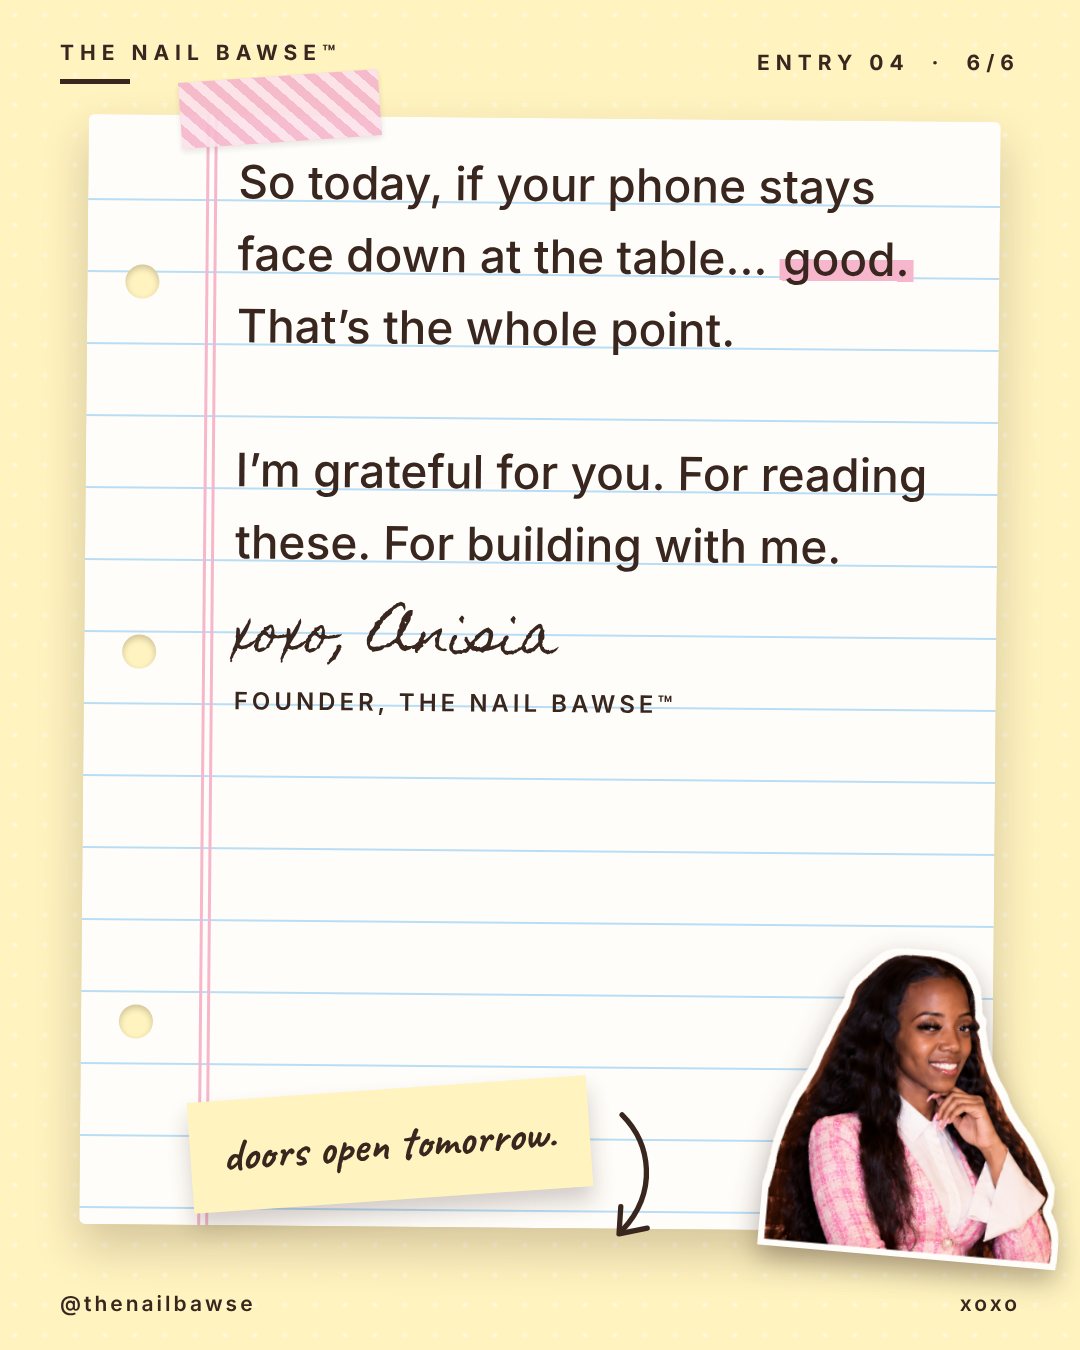 THE NAIL BAWSE™
ENTRY 04 · 6/6
So today, if your phone stays
face down at the table... good.
That’s the whole point.
I’m grateful for you. For reading
these. For building with me.
xoxo, Anisia
FOUNDER, THE NAIL BAWSE™
doors open tomorrow.
@thenailbawse
xoxo